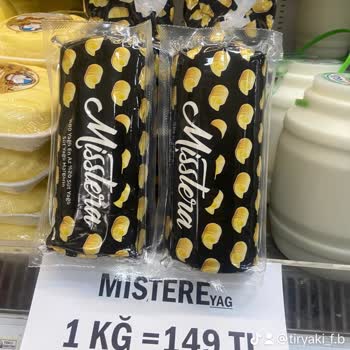 Misstera
Misstera
MISTERE YAG
1 KĞ =149 TL
@tiryaki_f.b